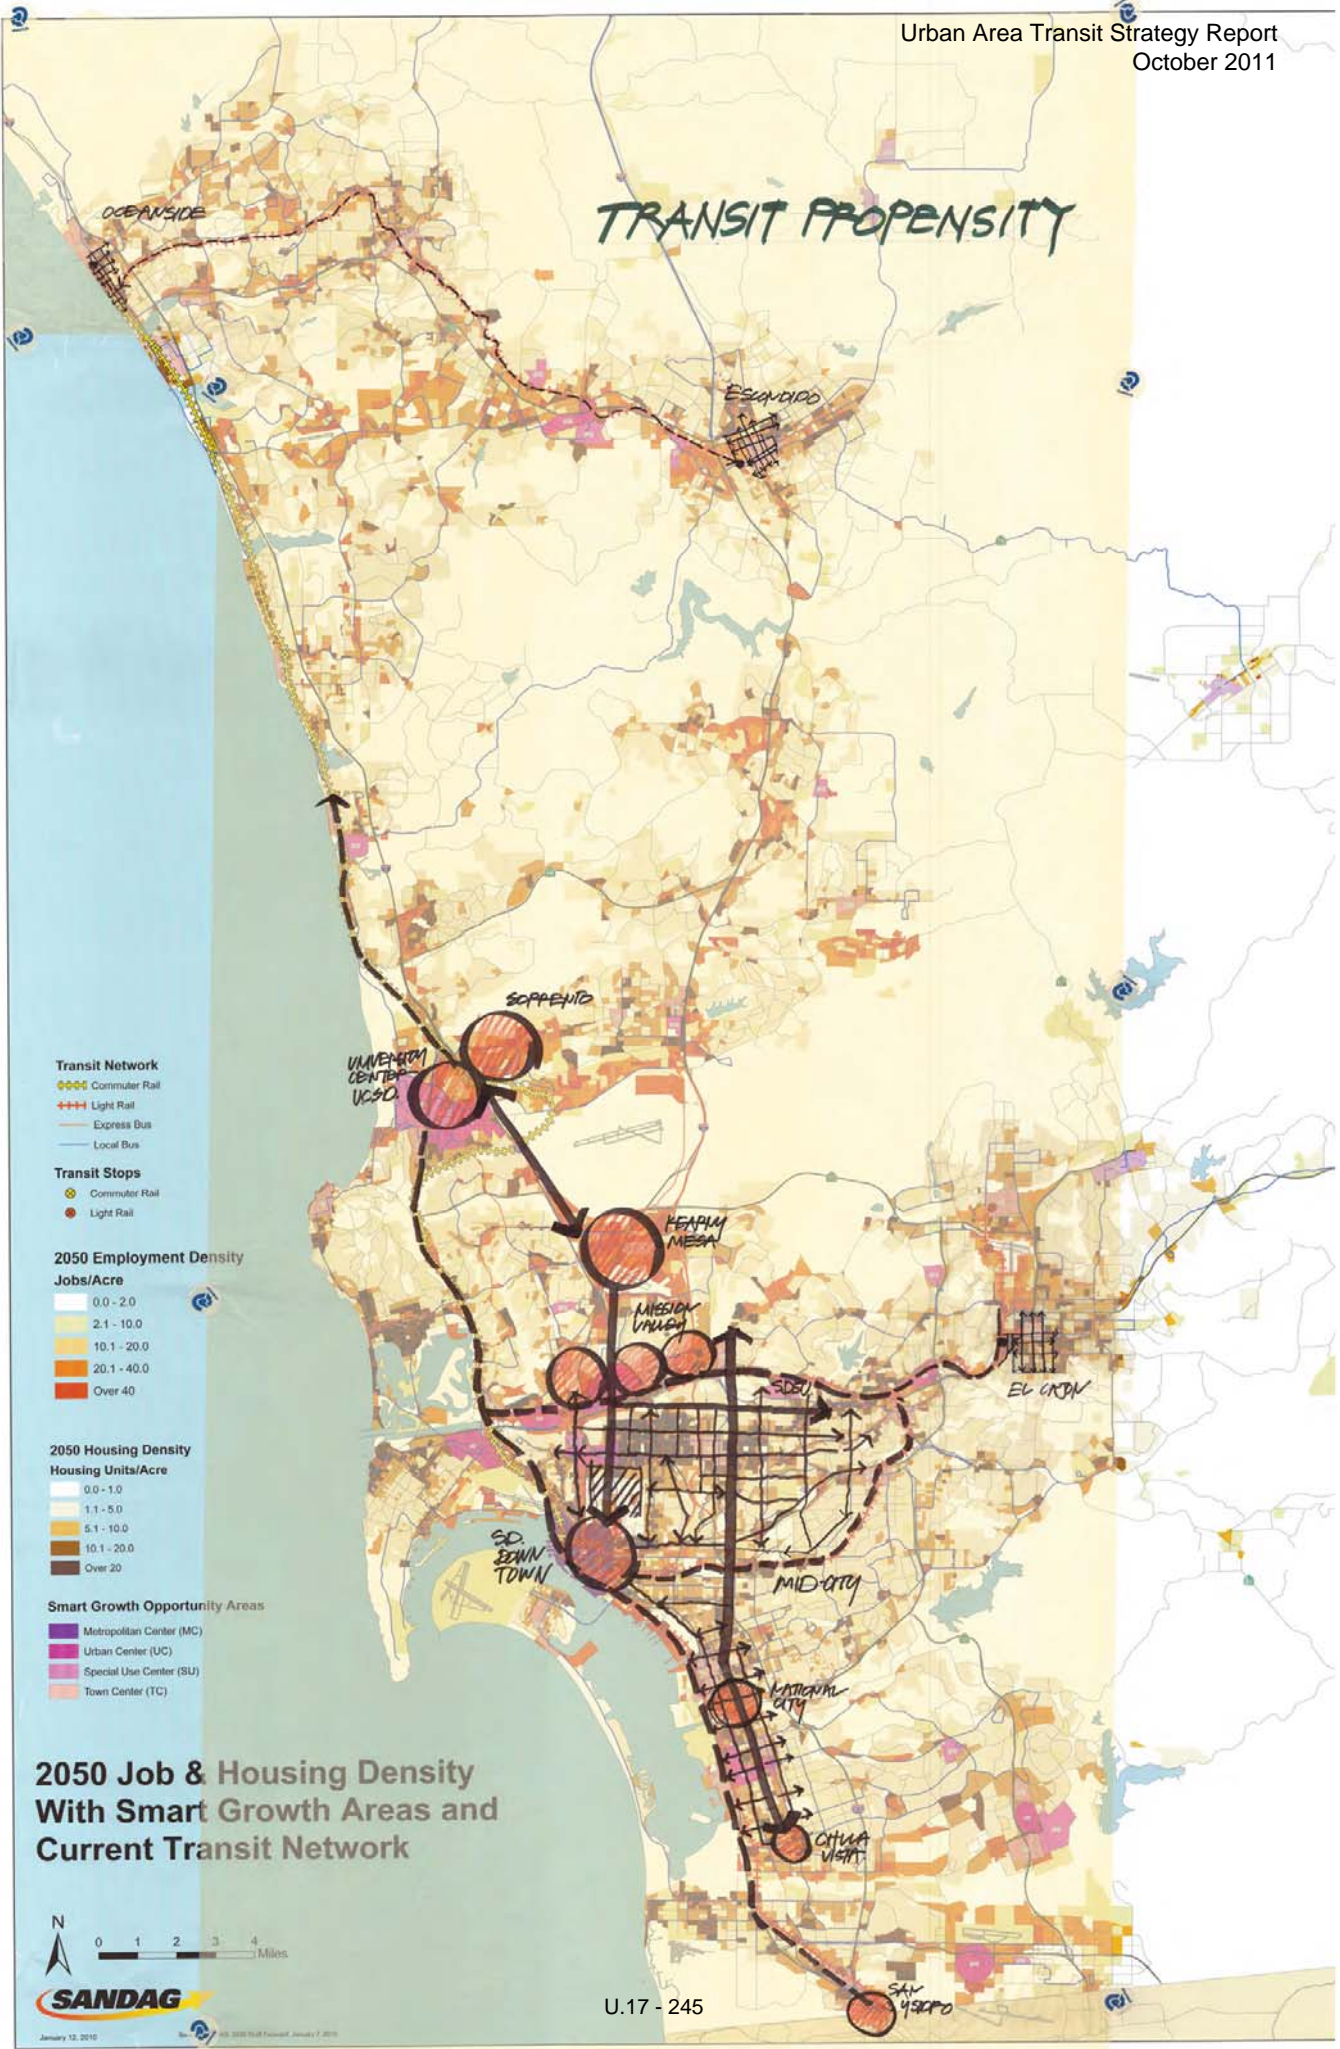 Urban Area Transit Strategy Report
October 2011
TRANSIT PROPENSITY
OCEANSIDE
ESCONDIDO
SORRENTO
UNIVERSITY
CENTER
UCSD.
KEARNY
MESA
MISSION
VALLEY
SDSU
EL CAJON
SD.
DOWN
TOWN
MID-CITY
NATIONAL
CITY
CHULA
VISTA
SAN
YSIDRO
Transit Network
Commuter Rail
Light Rail
Express Bus
Local Bus
Transit Stops
Commuter Rail
Light Rail
2050 Employment Density
Jobs/Acre
0.0 - 2.0
2.1 - 10.0
10.1 - 20.0
20.1 - 40.0
Over 40
2050 Housing Density
Housing Units/Acre
0.0 - 1.0
1.1 - 5.0
5.1 - 10.0
10.1 - 20.0
Over 20
Smart Growth Opportunity Areas
Metropolitan Center (MC)
Urban Center (UC)
Special Use Center (SU)
Town Center (TC)
2050 Job & Housing Density
With Smart Growth Areas and
Current Transit Network
N
0 1 2 3 4
Miles
SANDAG
January 12, 2010
U.17 - 245